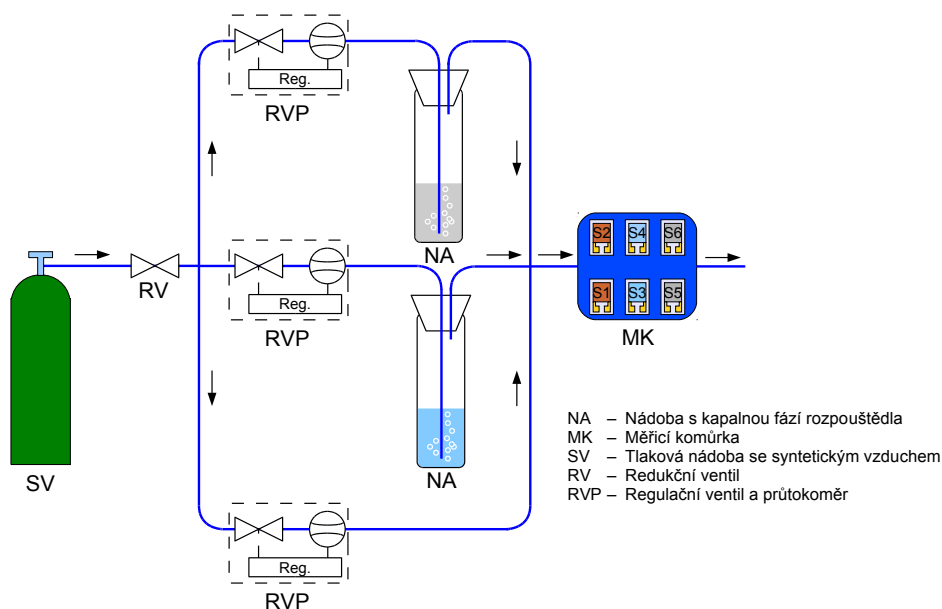 Reg.
RVP
NA
S2 S4 S6
RV
Reg.
RVP
S1 S3 S5
MK
NA – Nádoba s kapalnou fází rozpouštědla
MK – Měřicí komůrka
SV – Tlaková nádoba se syntetickým vzduchem
RV – Redukční ventil
RVP – Regulační ventil a průtokoměr
SV
NA
Reg.
RVP